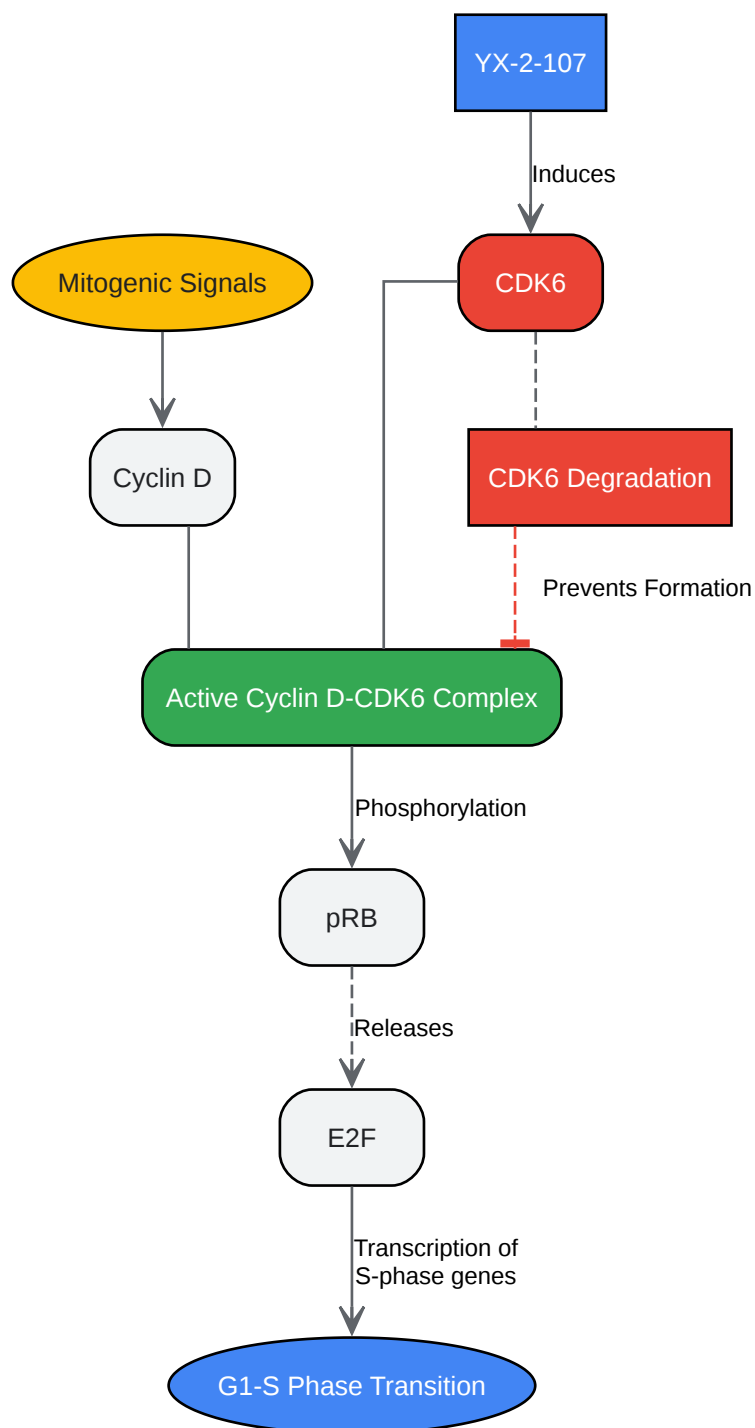 YX-2-107
Induces
Mitogenic Signals
CDK6
Cyclin D
CDK6 Degradation
Prevents Formation
Active Cyclin D-CDK6 Complex
Phosphorylation
pRB
Releases
E2F
Transcription of
S-phase genes
G1-S Phase Transition